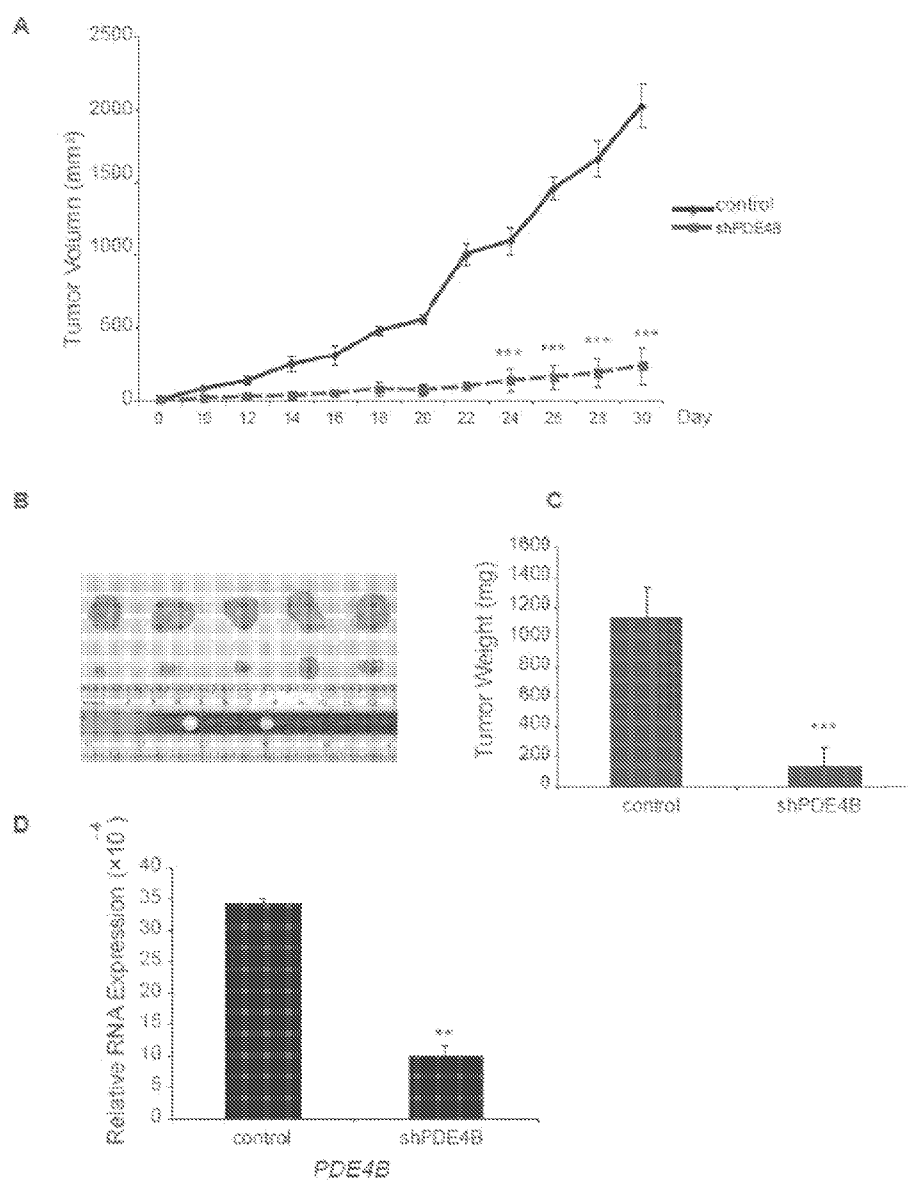 A
Tumor Volumn (mm³)
2500
2000
1500
1000
500
0
0 10 12 14 16 18 20 22 24 26 28 30 Day
*** *** *** ***
control
shPDE4B
B
C
Tumor Weight (mg)
1600
1400
1200
1000
800
600
400
200
0
***
control shPDE4B
D
Relative RNA Expression (×10⁻⁴)
40
35
30
25
20
15
10
5
0
**
control shPDE4B
PDE4B